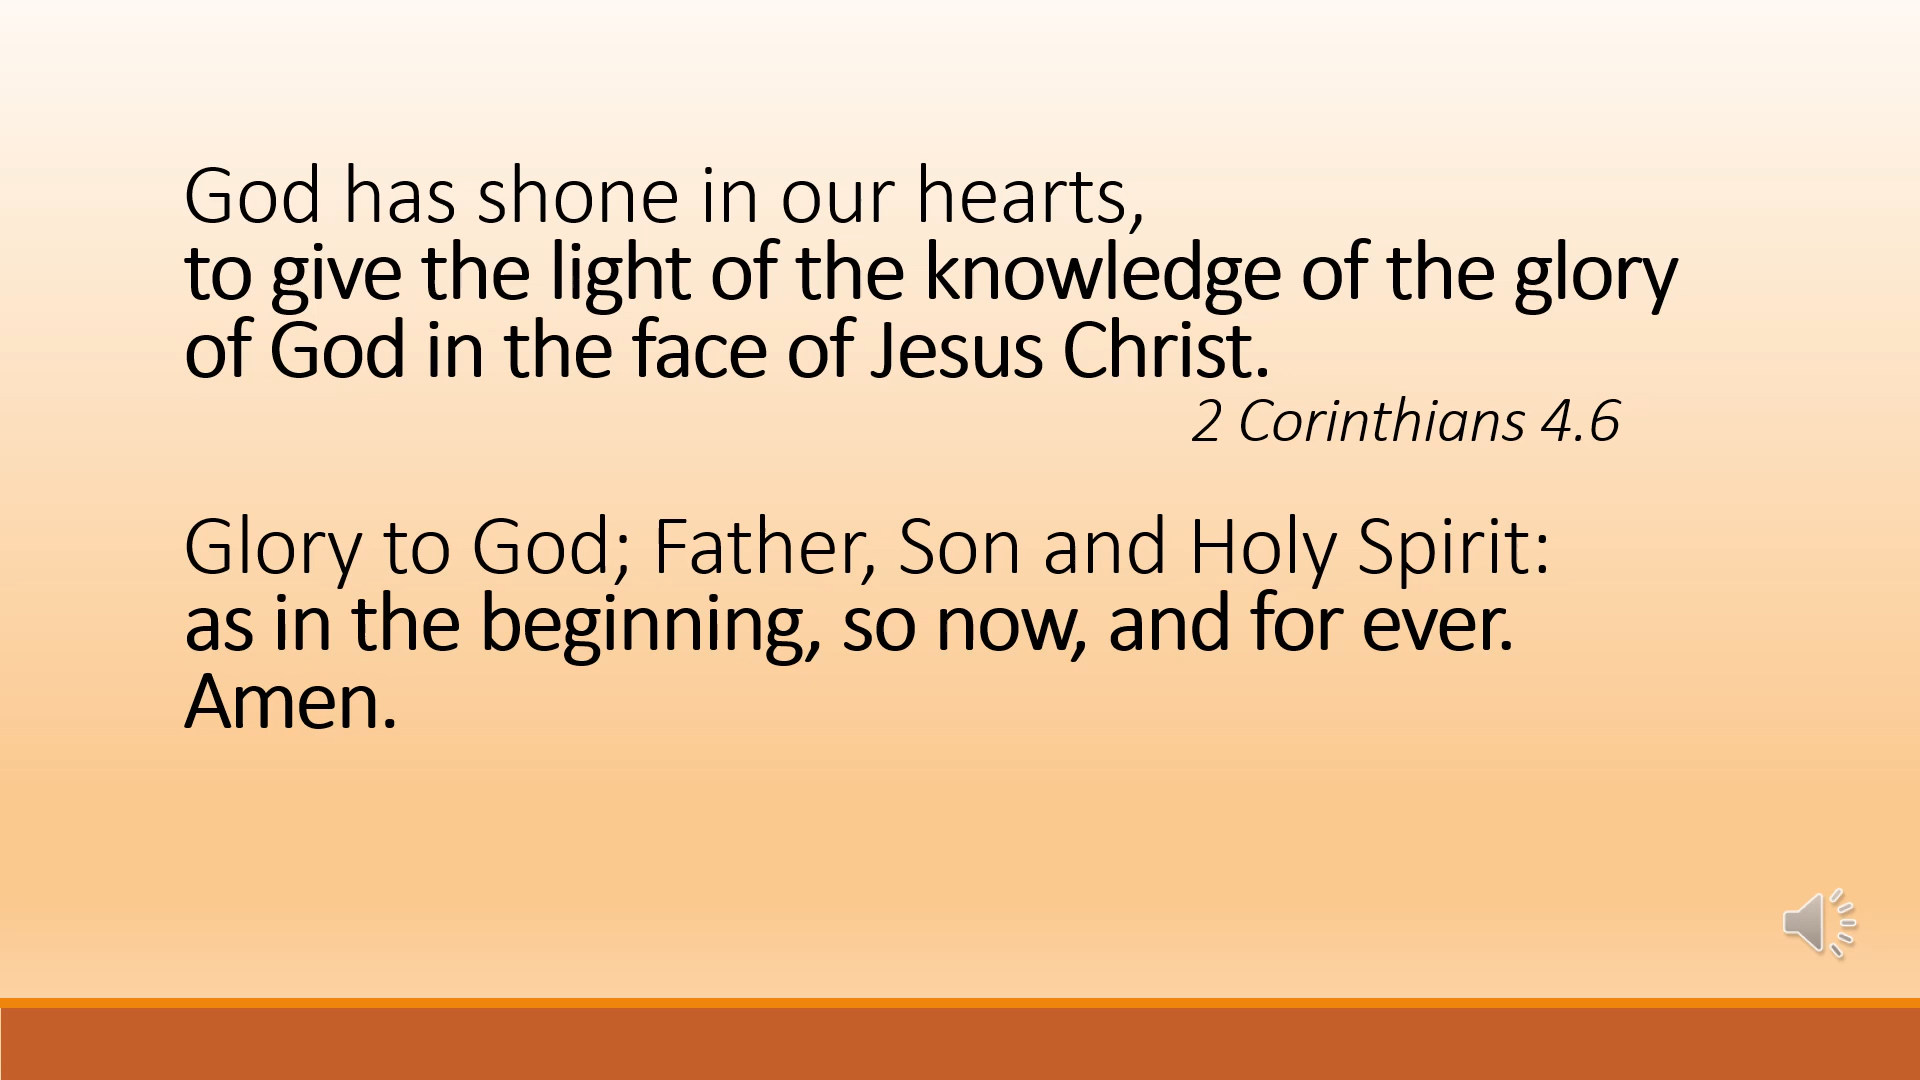 God has shone in our hearts,
to give the light of the knowledge of the glory
of God in the face of Jesus Christ.
2 Corinthians 4.6
Glory to God; Father, Son and Holy Spirit:
as in the beginning, so now, and for ever.
Amen.